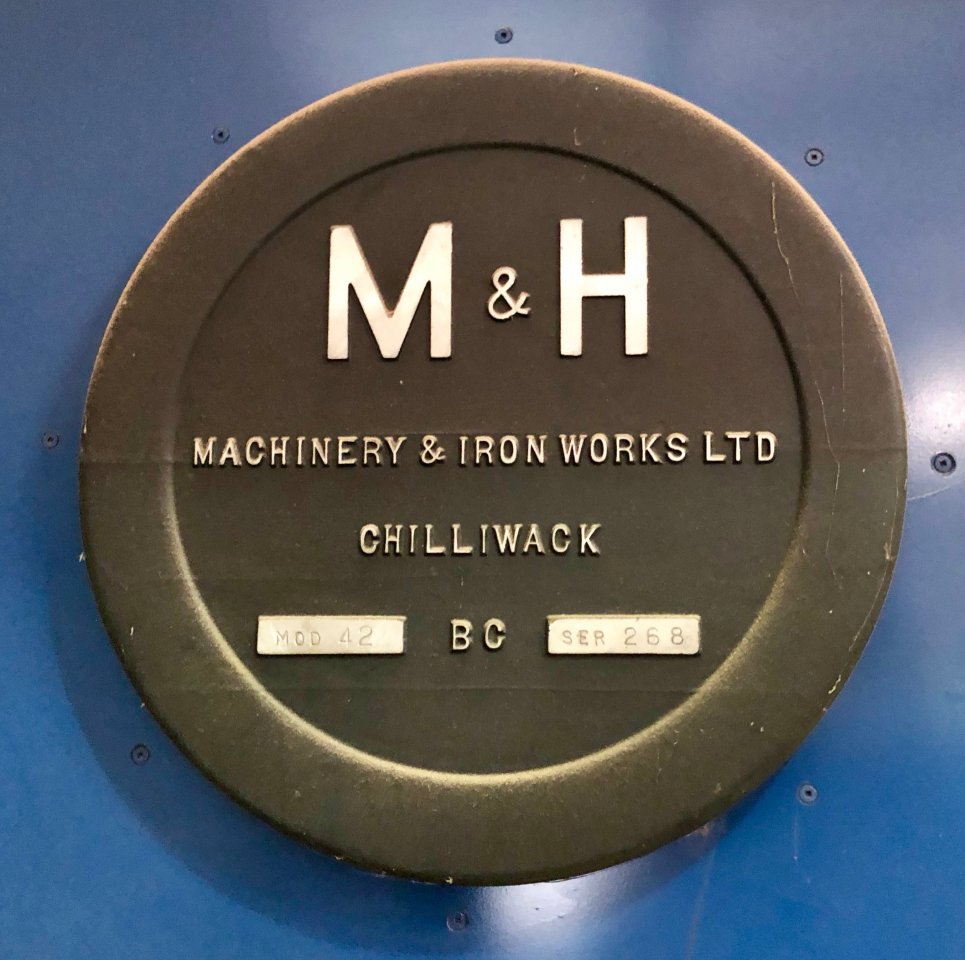 M & H
MACHINERY & IRON WORKS LTD
CHILLIWACK
MOD 42 BC SER 268